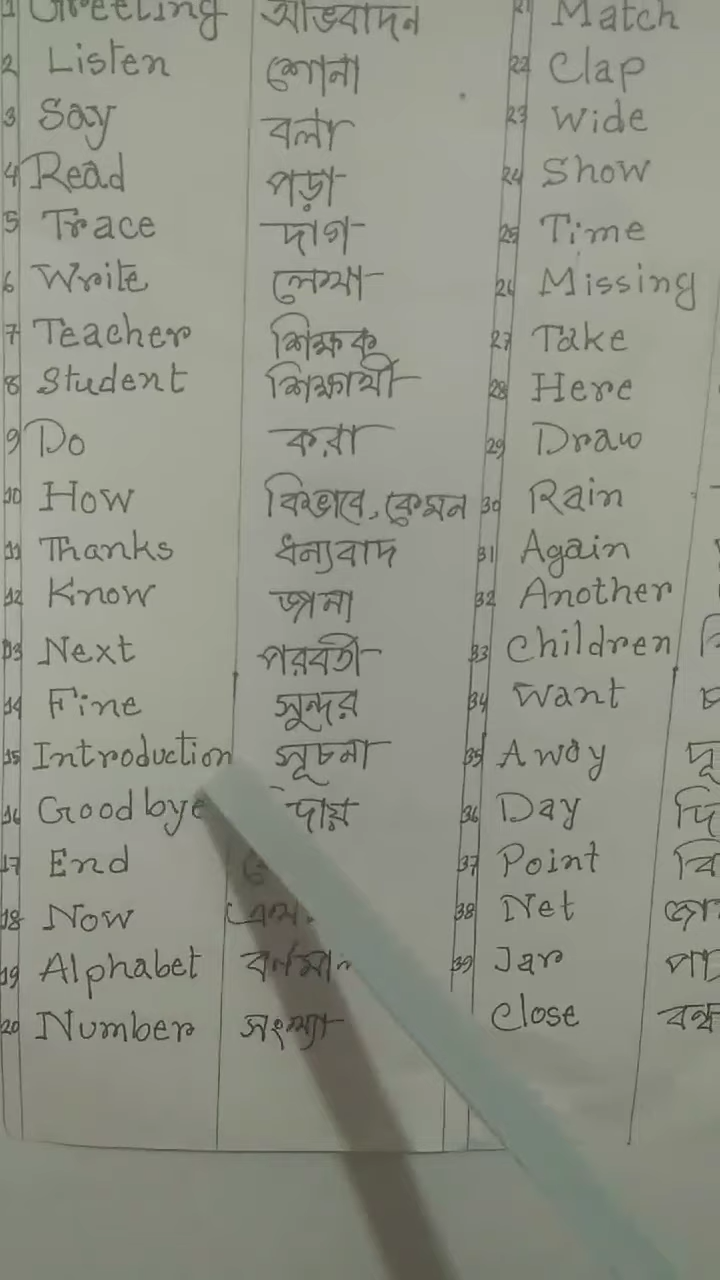 1 Greeting অভিবাদন 21 Match
2 Listen শোনা 22 Clap
3 Say বলা 23 Wide
4 Read পড়া 24 Show
5 Trace দাগ 25 Time
6 Write লেখা 26 Missing
7 Teacher শিক্ষক 27 Take
8 Student শিক্ষার্থী 28 Here
9 Do করা 29 Draw
10 How কিভাবে, কেমন 30 Rain
11 Thanks ধন্যবাদ 31 Again
12 Know জানা 32 Another
13 Next পরবর্তী 33 Children
14 Fine সুন্দর 34 Want
15 Introduction সূচনা 35 Away
16 Goodbye 36 Day
17 End 37 Point
18 Now 38 Net
19 Alphabet 39 Jar
20 Number সংখ্যা Close বন্ধ